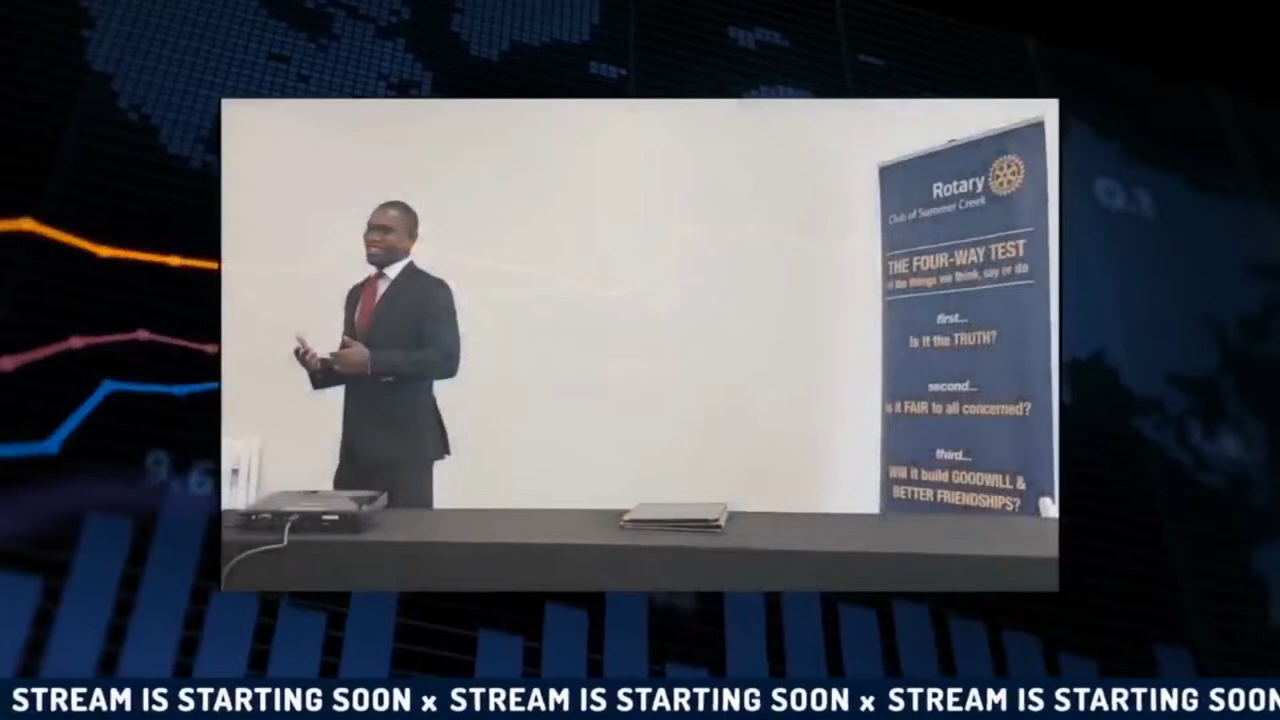 Rotary
Club of Summer Creek
THE FOUR-WAY TEST
of the things we think, say or do
first...
Is it the TRUTH?
second...
Is it FAIR to all concerned?
third...
Will it build GOODWILL &
BETTER FRIENDSHIPS?
9.6
STREAM IS STARTING SOON x STREAM IS STARTING SOON x STREAM IS STARTING SOON